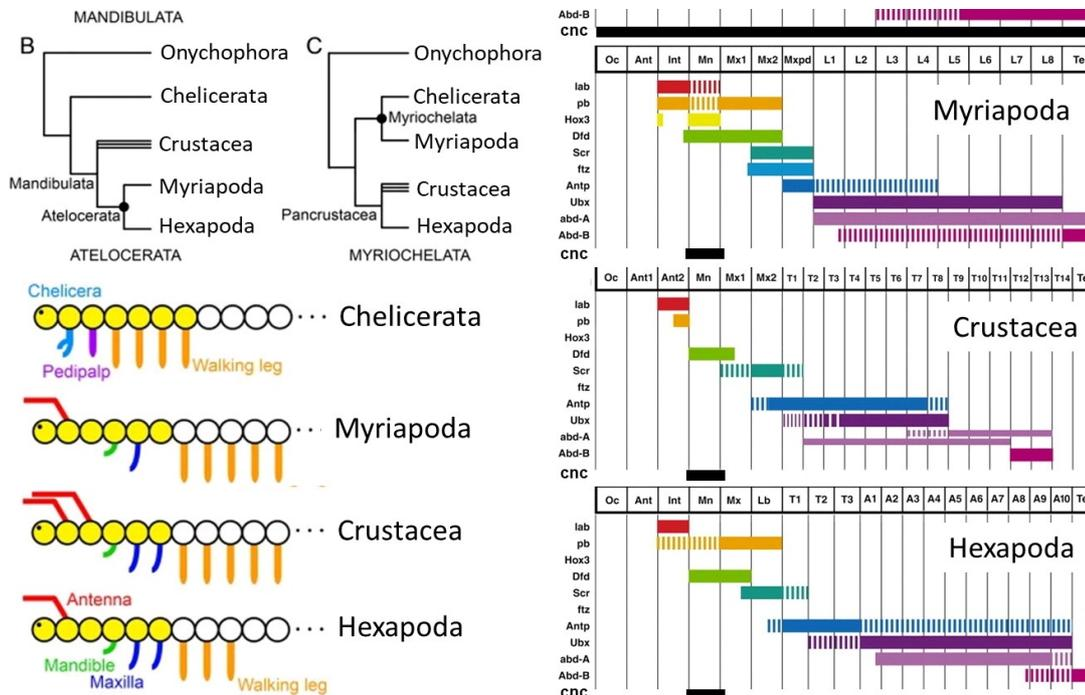 MANDIBULATA
B
Onychophora
Chelicerata
Crustacea
Mandibulata
Myriapoda
Atelocerata
Hexapoda
ATELOCERATA
C
Onychophora
Chelicerata
Myriochelata
Myriapoda
Crustacea
Pancrustacea
Hexapoda
MYRIOCHELATA
Chelicera
Chelicerata
Pedipalp
Walking leg
Myriapoda
Crustacea
Antenna
Hexapoda
Mandible
Maxilla
Walking leg
Abd-B
cnc
Oc Ant Int Mn Mx1 Mx2 Mxpd L1 L2 L3 L4 L5 L6 L7 L8 Te
Myriapoda
lab
pb
Hox3
Dfd
Scr
ftz
Antp
Ubx
abd-A
Abd-B
cnc
Oc Ant1 Ant2 Mn Mx1 Mx2 T1 T2 T3 T4 T5 T6 T7 T8 T9 T10 T11 T12 T13 T14
Crustacea
lab
pb
Hox3
Dfd
Scr
ftz
Antp
Ubx
abd-A
Abd-B
cnc
Oc Ant Int Mn Mx Lb T1 T2 T3 A1 A2 A3 A4 A5 A6 A7 A8 A9 A10 Te
Hexapoda
lab
pb
Hox3
Dfd
Scr
ftz
Antp
Ubx
abd-A
Abd-B
cnc